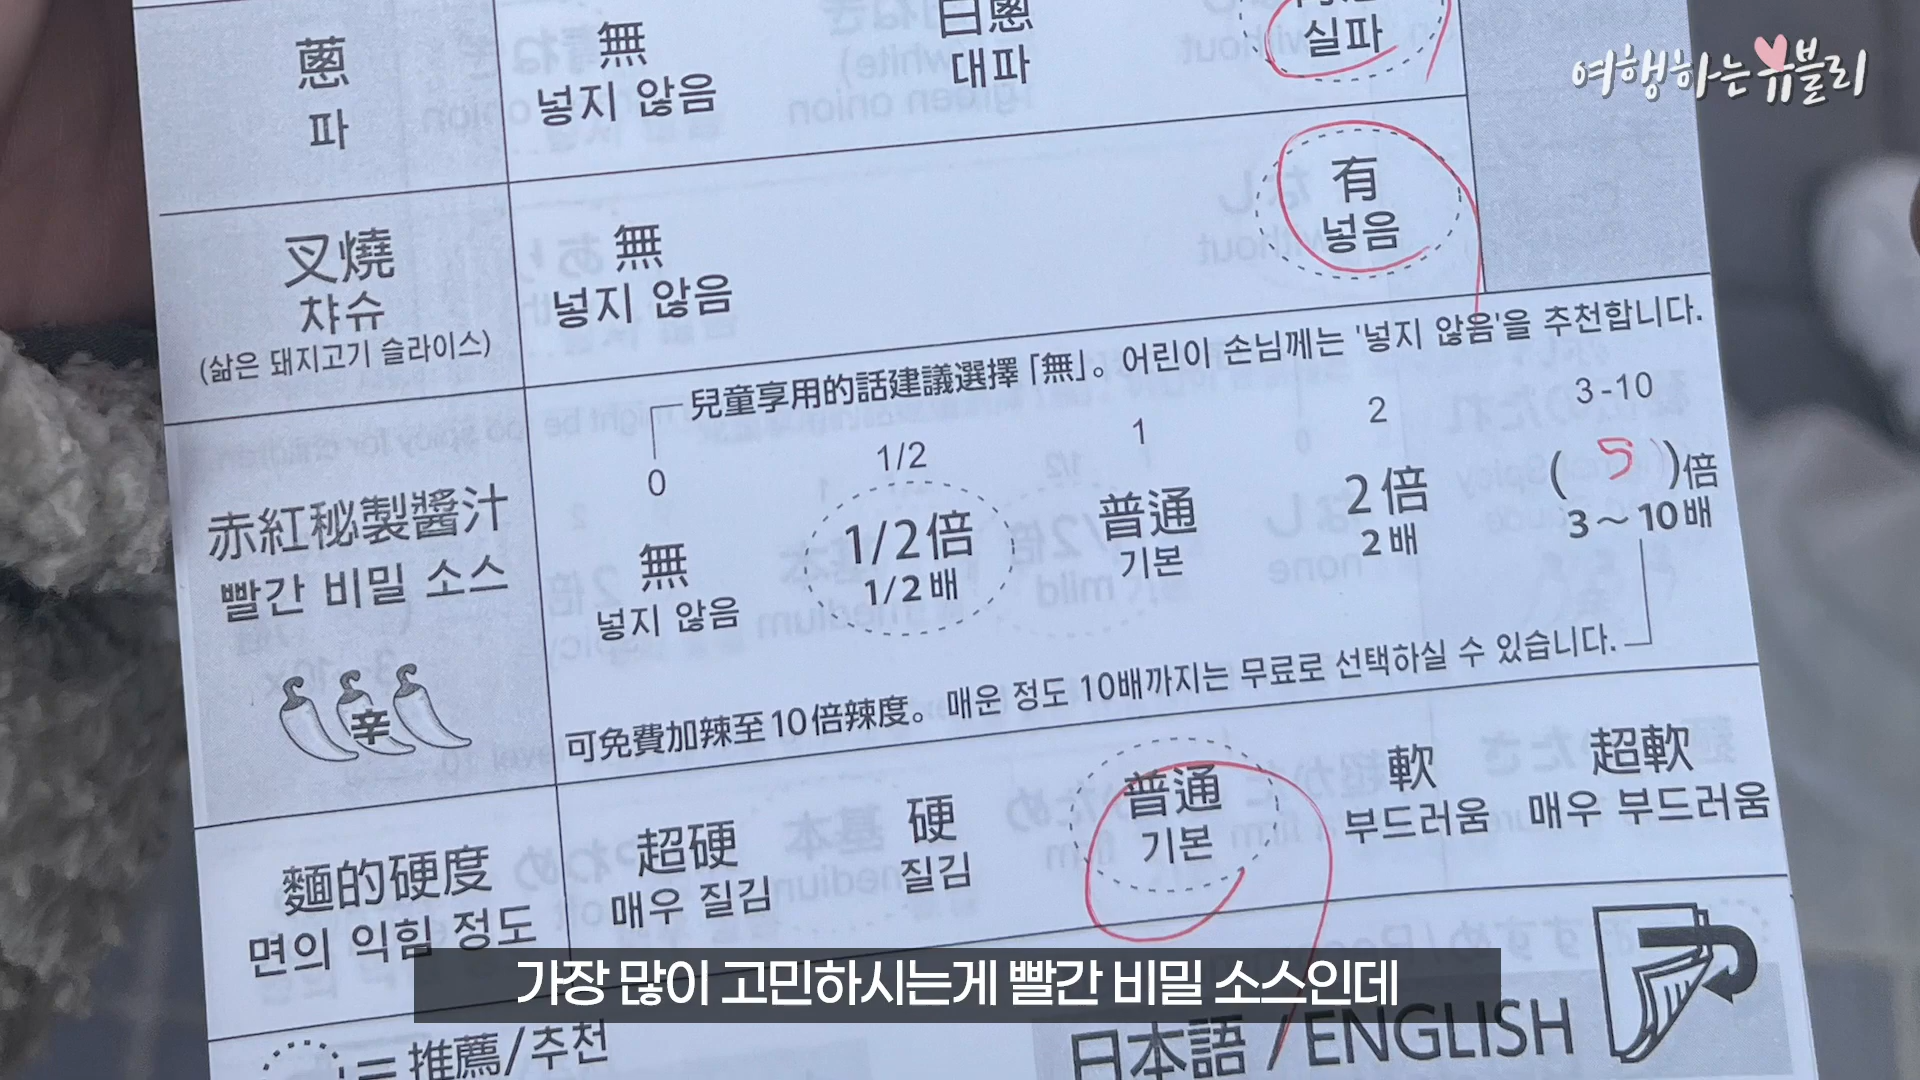 여행하는 유블리
蔥
파
無
넣지 않음
白蔥
대파
실파
叉燒
챠슈
(삶은 돼지고기 슬라이스)
無
넣지 않음
有
넣음
赤紅秘製醬汁
빨간 비밀 소스
辛
兒童享用的話建議選擇「無」。어린이 손님께는 '넣지 않음'을 추천합니다.
0
1/2
1
2
3-10
無
넣지 않음
1/2倍
1/2배
普通
기본
2倍
2배
( 5 )倍
3~10배
可免費加辣至10倍辣度。매운 정도 10배까지는 무료로 선택하실 수 있습니다.
麵的硬度
면의 익힘 정도
超硬
매우 질김
硬
질김
普通
기본
軟
부드러움
超軟
매우 부드러움
가장 많이 고민하시는게 빨간 비밀 소스인데
=推薦/추천
日本語/ENGLISH